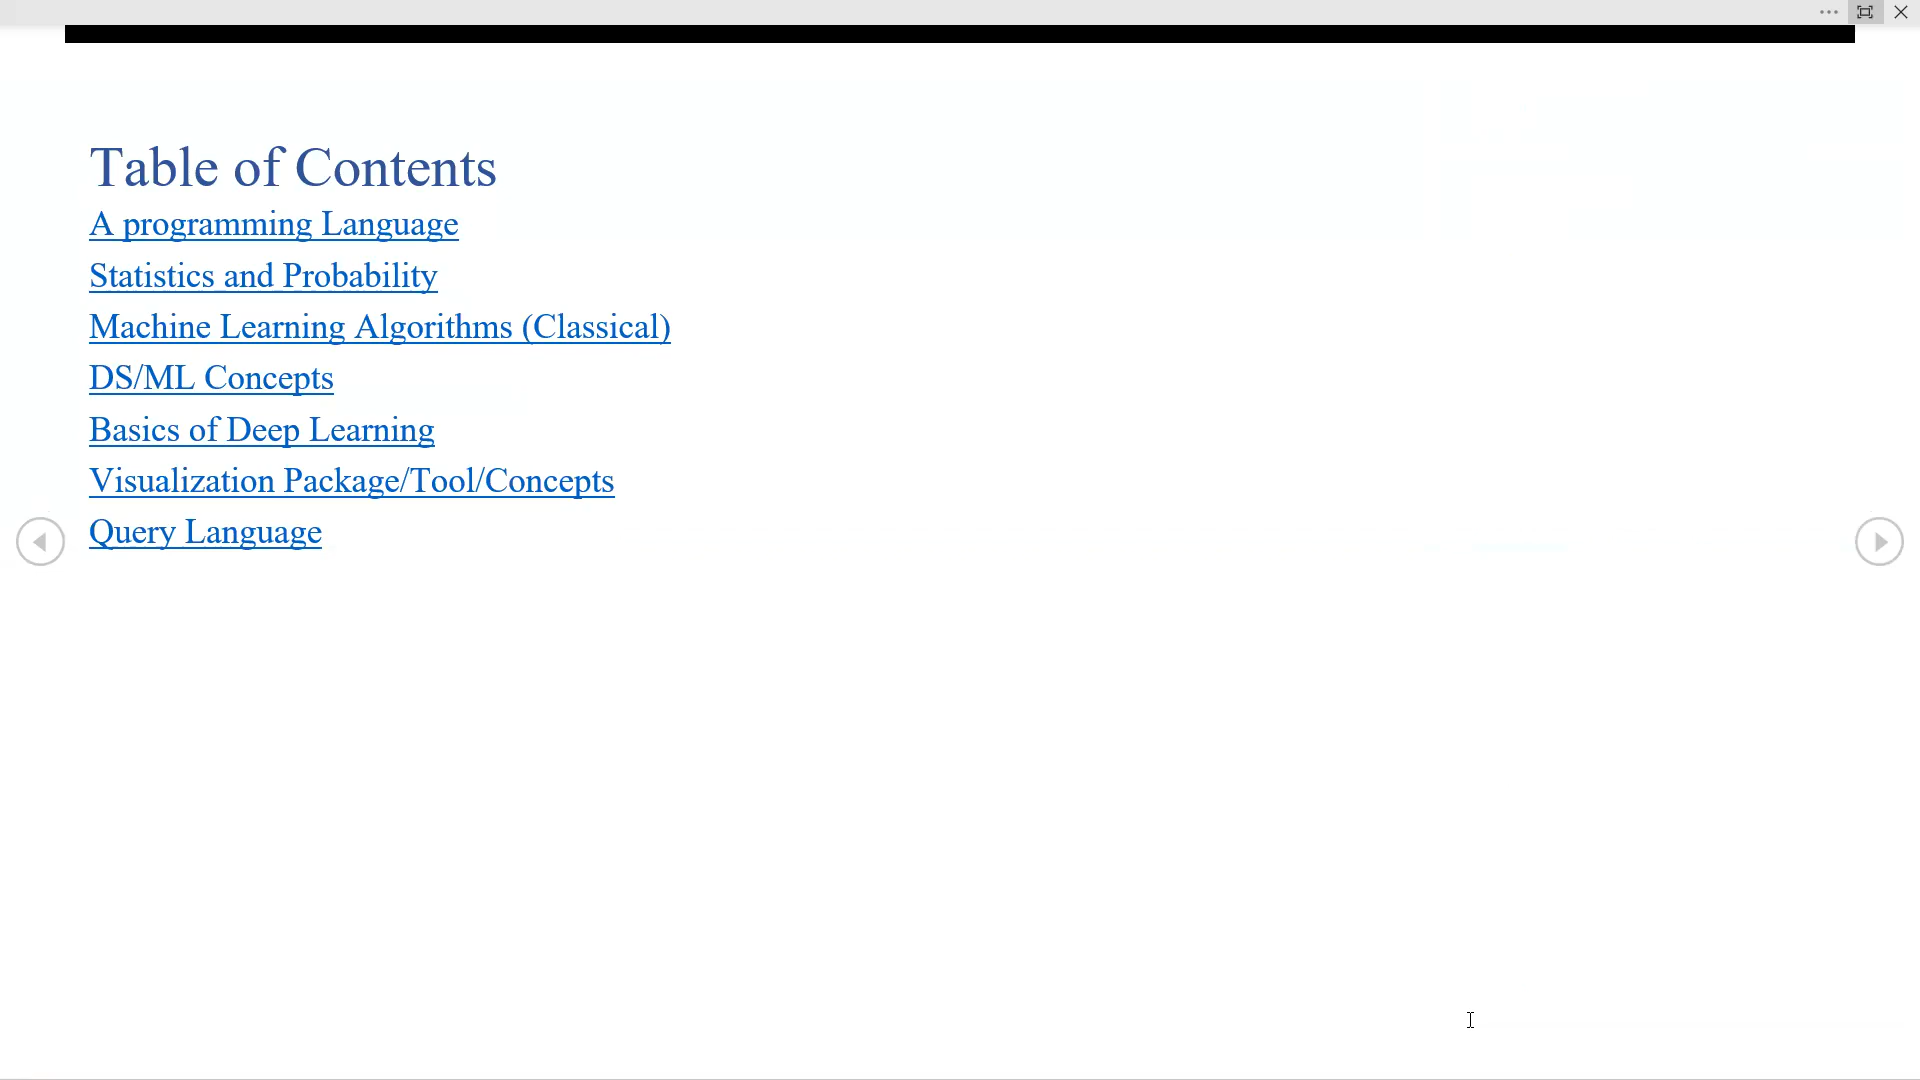 Table of Contents
A programming Language
Statistics and Probability
Machine Learning Algorithms (Classical)
DS/ML Concepts
Basics of Deep Learning
Visualization Package/Tool/Concepts
Query Language